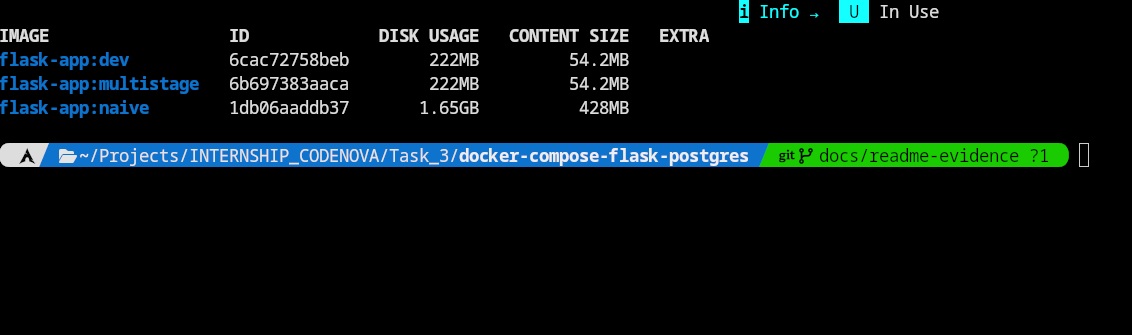 i Info → U In Use
IMAGE ID DISK USAGE CONTENT SIZE EXTRA
flask-app:dev 6cac72758beb 222MB 54.2MB
flask-app:multistage 6b697383aaca 222MB 54.2MB
flask-app:naive 1db06aaddb37 1.65GB 428MB
~/Projects/INTERNSHIP_CODENOVA/Task_3/docker-compose-flask-postgres git docs/readme-evidence ?1